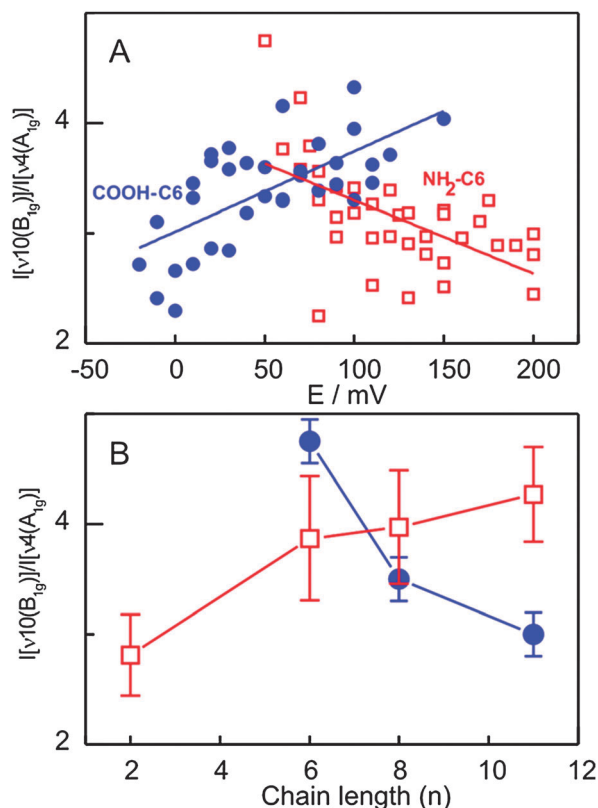 A
I[ν10(B₁g)]/I[ν4(A₁g)]
4
2
COOH-C6
NH₂-C6
-50 0 50 100 150 200
E / mV
B
I[ν10(B₁g)]/I[ν4(A₁g)]
4
2
2 4 6 8 10 12
Chain length (n)